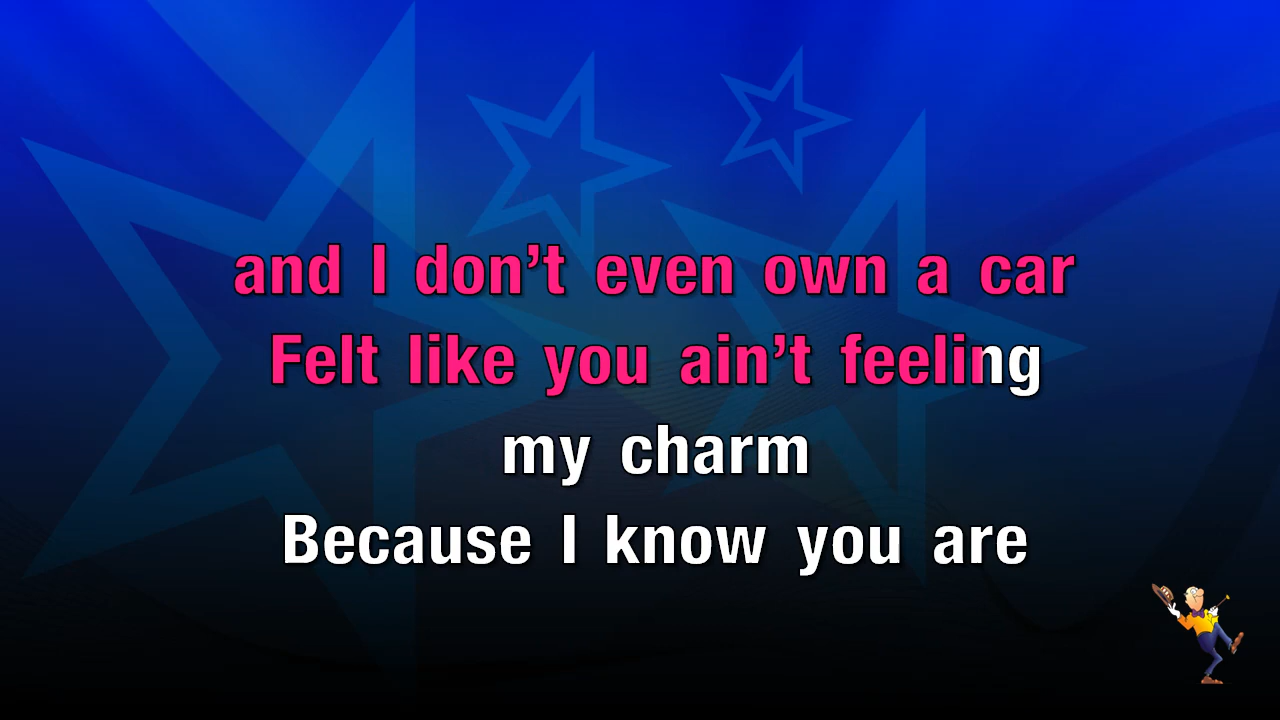 and I don’t even own a car
Felt like you ain’t feeling
my charm
Because I know you are